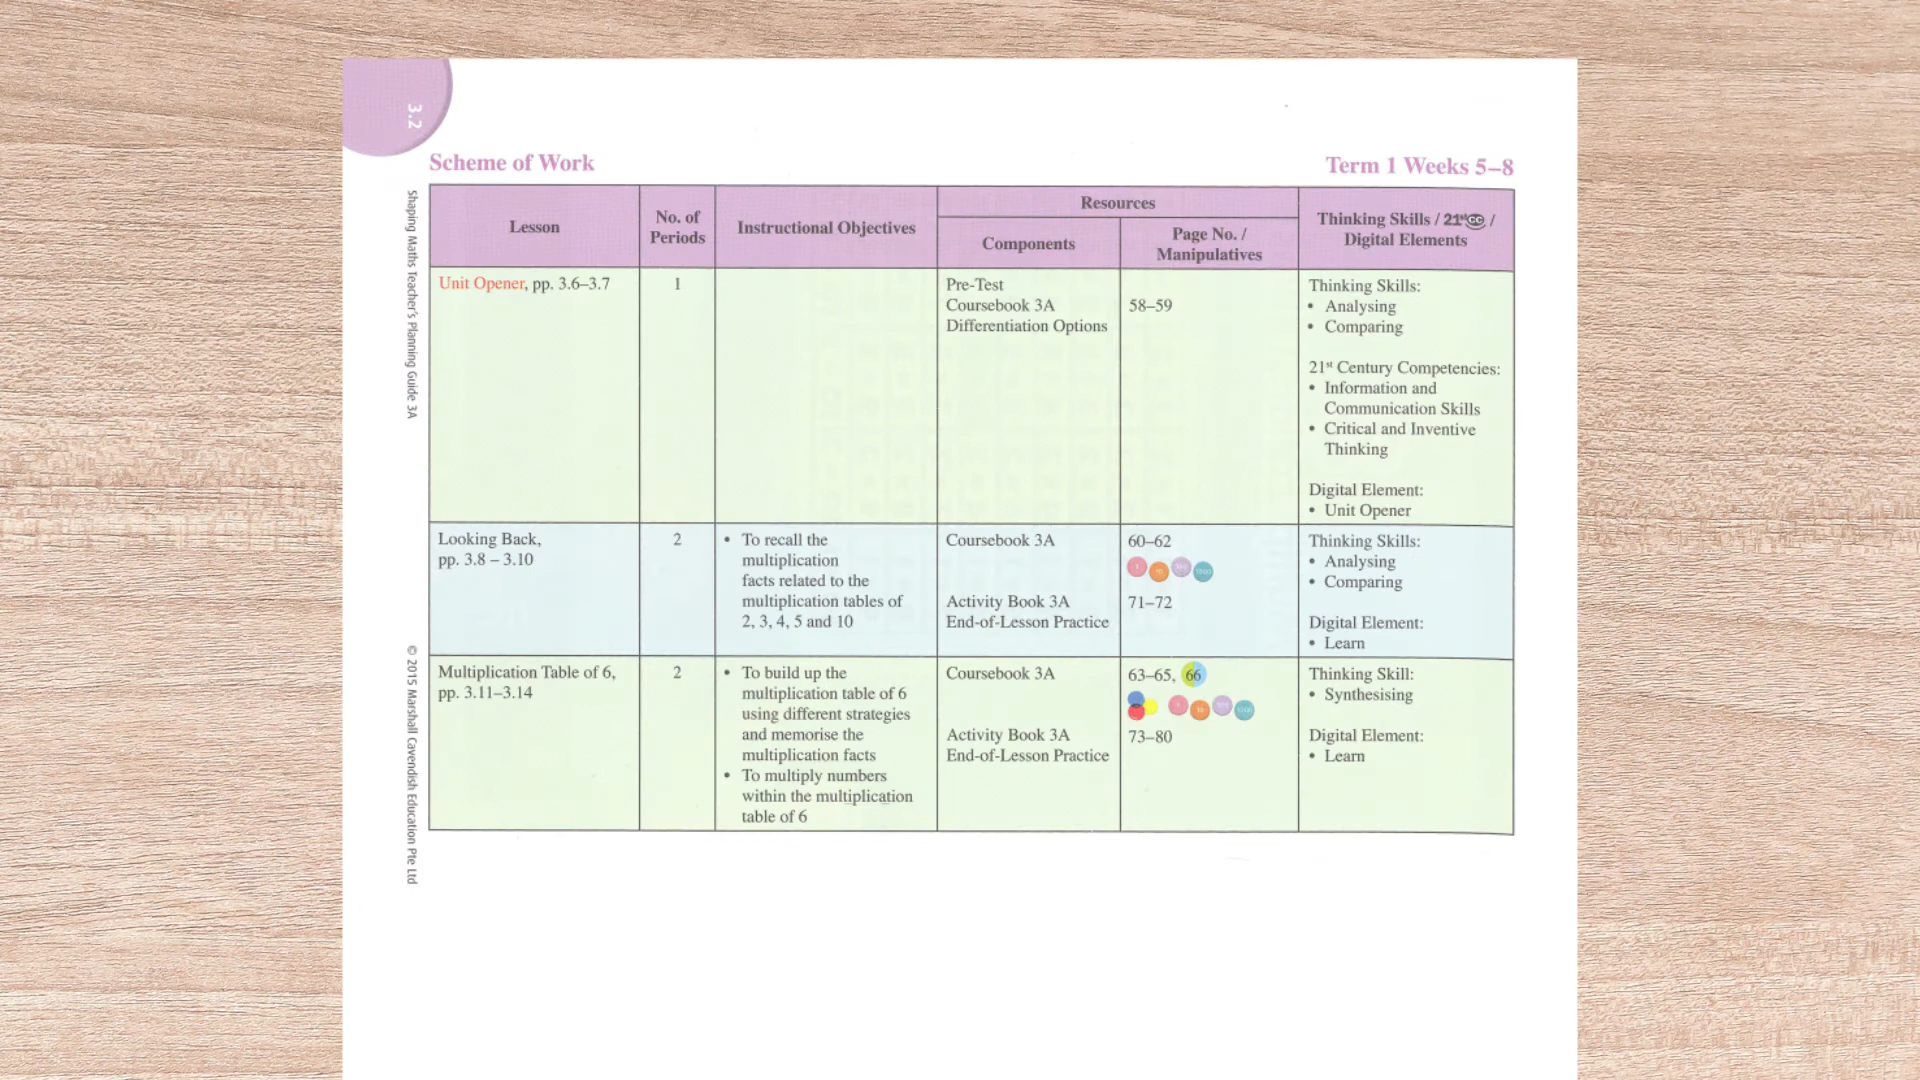 3.2
Scheme of Work
Term 1 Weeks 5–8
Lesson
No. of
Periods
Instructional Objectives
Resources
Components
Page No. /
Manipulatives
Thinking Skills / 21st CC /
Digital Elements
Unit Opener, pp. 3.6–3.7
1
Pre-Test
Coursebook 3A
Differentiation Options
58–59
Thinking Skills:
• Analysing
• Comparing
21st Century Competencies:
• Information and
Communication Skills
• Critical and Inventive
Thinking
Digital Element:
• Unit Opener
Looking Back,
pp. 3.8 – 3.10
2
• To recall the
multiplication
facts related to the
multiplication tables of
2, 3, 4, 5 and 10
Coursebook 3A
Activity Book 3A
End-of-Lesson Practice
60–62
71–72
Thinking Skills:
• Analysing
• Comparing
Digital Element:
• Learn
Multiplication Table of 6,
pp. 3.11–3.14
2
• To build up the
multiplication table of 6
using different strategies
and memorise the
multiplication facts
• To multiply numbers
within the multiplication
table of 6
Coursebook 3A
Activity Book 3A
End-of-Lesson Practice
63–65, 66
73–80
Thinking Skill:
• Synthesising
Digital Element:
• Learn
Shaping Maths Teacher's Planning Guide 3A
© 2015 Marshall Cavendish Education Pte Ltd